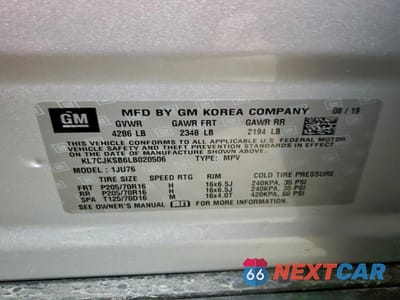 GM
MFD BY GM KOREA COMPANY 08/19
GVWR GAWR FRT GAWR RR
4286 LB 2348 LB 2194 LB
THIS VEHICLE CONFORMS TO ALL APPLICABLE U.S. FEDERAL MOTOR
VEHICLE SAFETY AND THEFT PREVENTION STANDARDS IN EFFECT ON
THE DATE OF MANUFACTURE SHOWN ABOVE.
KL7CJKSB6LB020506 TYPE: MPV
MODEL: 1JU76
TIRE SIZE SPEED RTG RIM COLD TIRE PRESSURE
FRT P205/70R16 H 16x6.5J 240KPA, 35 PSI
RR P205/70R16 H 16x6.5J 240KPA, 35 PSI
SPA T125/70D16 M 16x4.0T 420KPA, 60 PSI
SEE OWNER'S MANUAL FOR MORE INFORMATION.
66 NEXTCAR